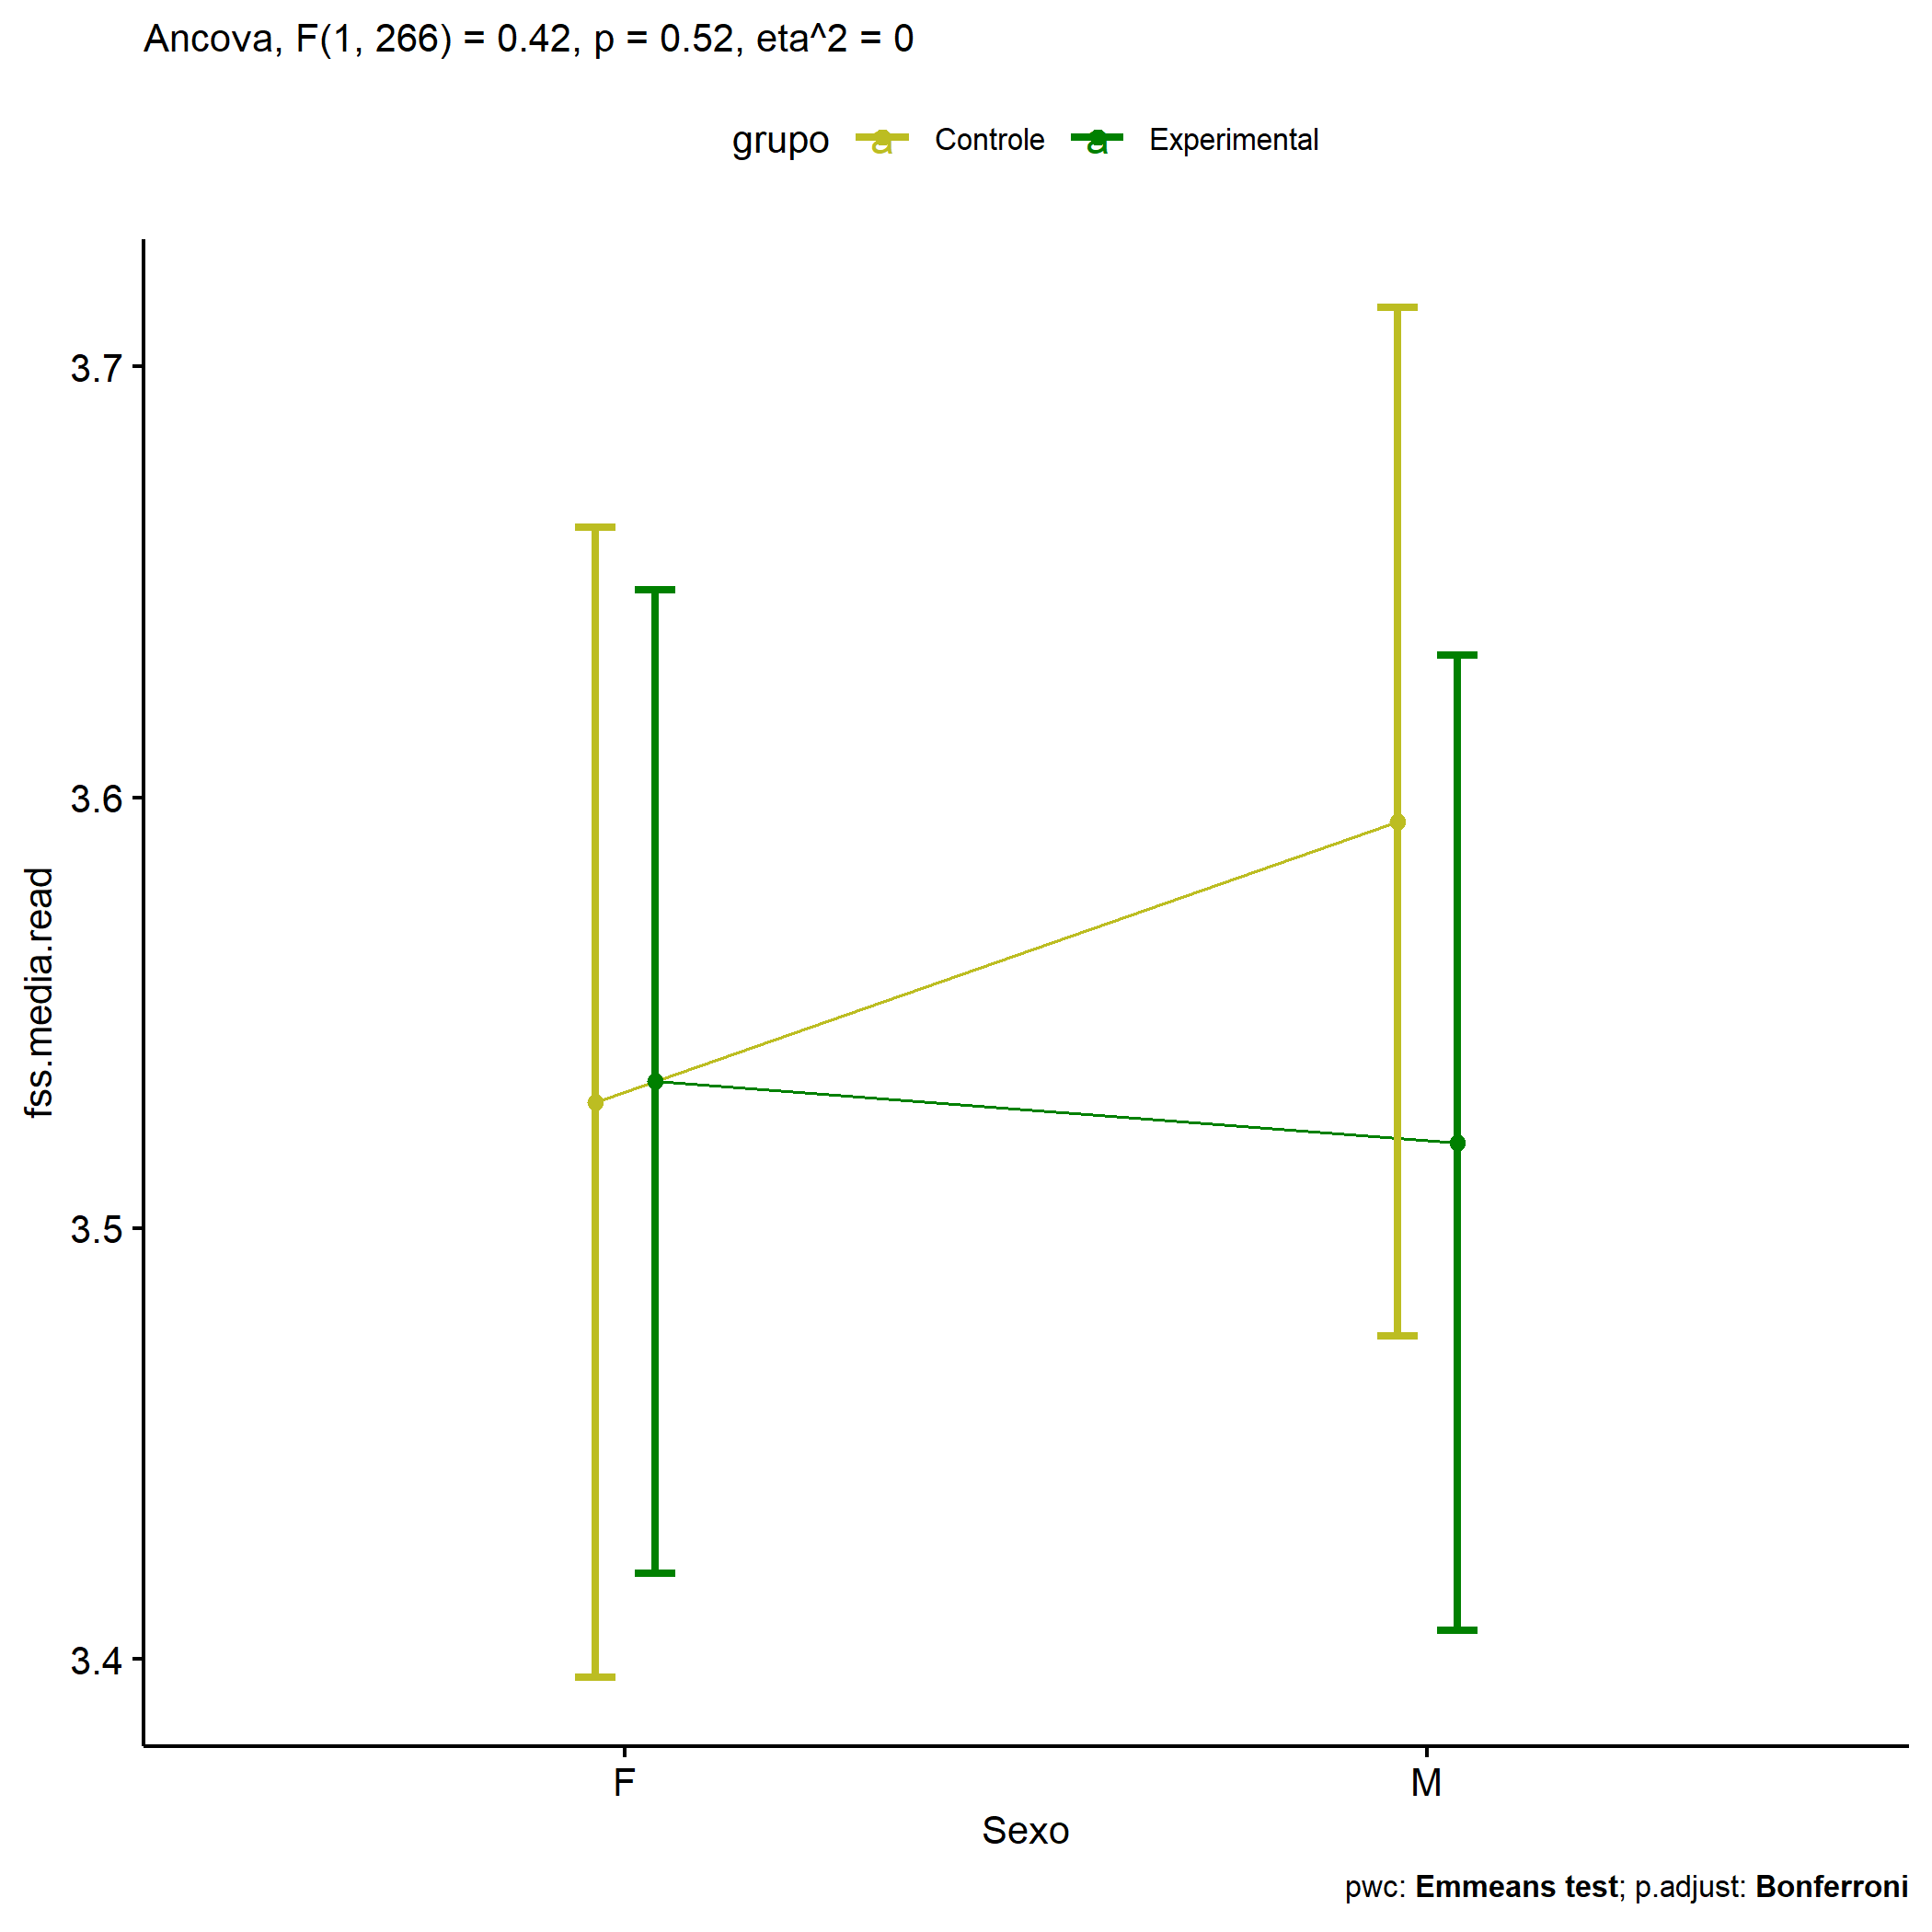 Ancova, F(1, 266) = 0.42, p = 0.52, eta^2 = 0
grupo a Controle a Experimental
3.7
3.6
3.5
3.4
fss.media.read
F M
Sexo
pwc: Emmeans test; p.adjust: Bonferroni